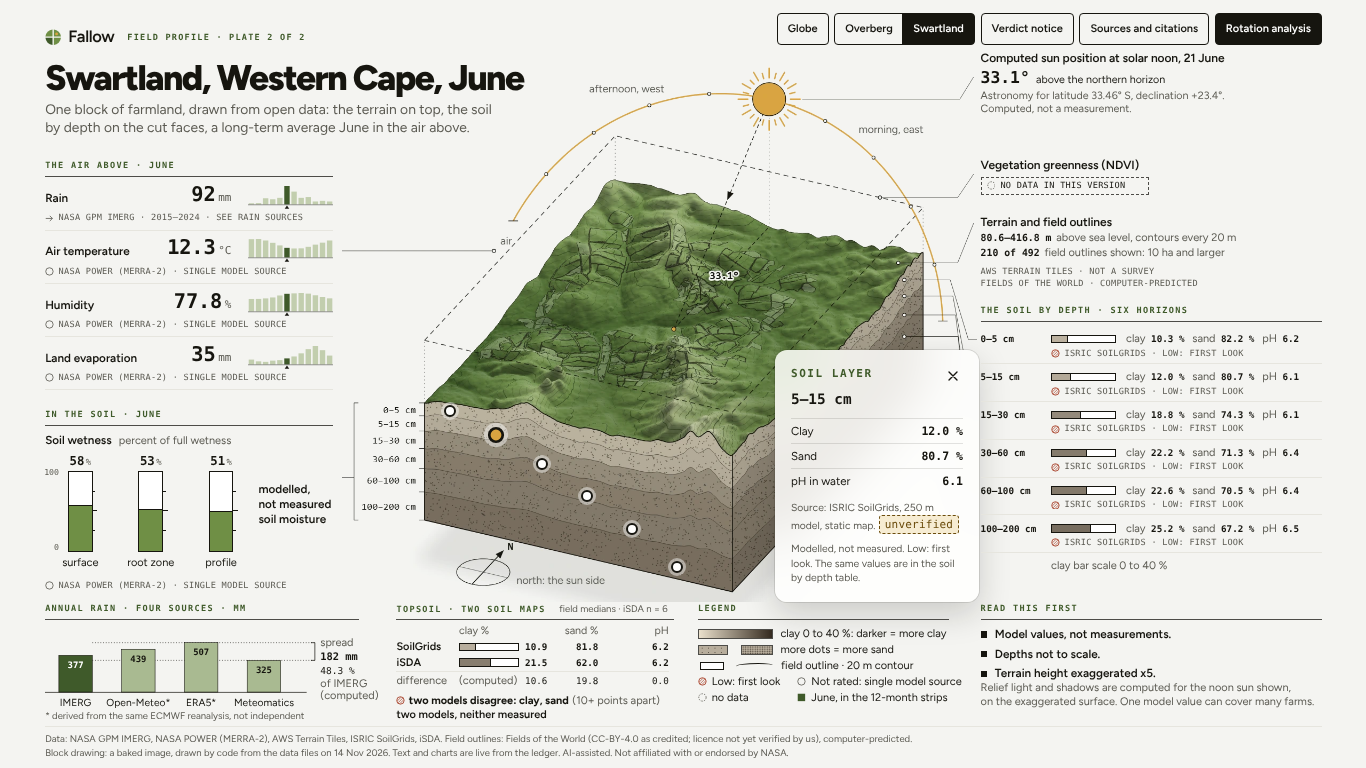 Fallow FIELD PROFILE · PLATE 2 OF 2
Globe Overberg Swartland Verdict notice Sources and citations Rotation analysis
Swartland, Western Cape, June
One block of farmland, drawn from open data: the terrain on top, the soil
by depth on the cut faces, a long-term average June in the air above.
THE AIR ABOVE · JUNE
Rain 92 mm
→ NASA GPM IMERG · 2015–2024 · SEE RAIN SOURCES
Air temperature 12.3 °C
NASA POWER (MERRA-2) · SINGLE MODEL SOURCE
Humidity 77.8 %
NASA POWER (MERRA-2) · SINGLE MODEL SOURCE
Land evaporation 35 mm
NASA POWER (MERRA-2) · SINGLE MODEL SOURCE
IN THE SOIL · JUNE
Soil wetness percent of full wetness
58% 53% 51%
100
0
surface root zone profile
modelled,
not measured
soil moisture
NASA POWER (MERRA-2) · SINGLE MODEL SOURCE
afternoon, west
morning, east
air
33.1°
0–5 cm
5–15 cm
15–30 cm
30–60 cm
60–100 cm
100–200 cm
N
north: the sun side
SOIL LAYER
5–15 cm
Clay 12.0 %
Sand 80.7 %
pH in water 6.1
Source: ISRIC SoilGrids, 250 m
model, static map. unverified
Modelled, not measured. Low: first
look. The same values are in the soil
by depth table.
Computed sun position at solar noon, 21 June
33.1° above the northern horizon
Astronomy for latitude 33.46° S, declination +23.4°.
Computed, not a measurement.
Vegetation greenness (NDVI)
NO DATA IN THIS VERSION
Terrain and field outlines
80.6–416.8 m above sea level, contours every 20 m
210 of 492 field outlines shown: 10 ha and larger
AWS TERRAIN TILES · NOT A SURVEY
FIELDS OF THE WORLD · COMPUTER-PREDICTED
THE SOIL BY DEPTH · SIX HORIZONS
0–5 cm clay 10.3 % sand 82.2 % pH 6.2
ISRIC SOILGRIDS · LOW: FIRST LOOK
5–15 cm clay 12.0 % sand 80.7 % pH 6.1
ISRIC SOILGRIDS · LOW: FIRST LOOK
15–30 cm clay 18.8 % sand 74.3 % pH 6.1
ISRIC SOILGRIDS · LOW: FIRST LOOK
30–60 cm clay 22.2 % sand 71.3 % pH 6.4
ISRIC SOILGRIDS · LOW: FIRST LOOK
60–100 cm clay 22.6 % sand 70.5 % pH 6.4
ISRIC SOILGRIDS · LOW: FIRST LOOK
100–200 cm clay 25.2 % sand 67.2 % pH 6.5
ISRIC SOILGRIDS · LOW: FIRST LOOK
clay bar scale 0 to 40 %
ANNUAL RAIN · FOUR SOURCES · MM
377 439 507 325
IMERG Open-Meteo* ERA5* Meteomatics
spread
182 mm
48.3 %
of IMERG
(computed)
* derived from the same ECMWF reanalysis, not independent
TOPSOIL · TWO SOIL MAPS field medians · iSDA n = 6
clay % sand % pH
SoilGrids 10.9 81.8 6.2
iSDA 21.5 62.0 6.2
difference (computed) 10.6 19.8 0.0
two models disagree: clay, sand (10+ points apart)
two models, neither measured
LEGEND
clay 0 to 40 %: darker = more clay
more dots = more sand
field outline · 20 m contour
Low: first look Not rated: single model source
no data June, in the 12-month strips
READ THIS FIRST
Model values, not measurements.
Depths not to scale.
Terrain height exaggerated x5.
Relief light and shadows are computed for the noon sun shown,
on the exaggerated surface. One model value can cover many farms.
Data: NASA GPM IMERG, NASA POWER (MERRA-2), AWS Terrain Tiles, ISRIC SoilGrids, iSDA. Field outlines: Fields of the World (CC-BY-4.0 as credited; licence not yet verified by us), computer-predicted.
Block drawing: a baked image, drawn by code from the data files on 14 Nov 2026. Text and charts are live from the ledger. AI-assisted. Not affiliated with or endorsed by NASA.